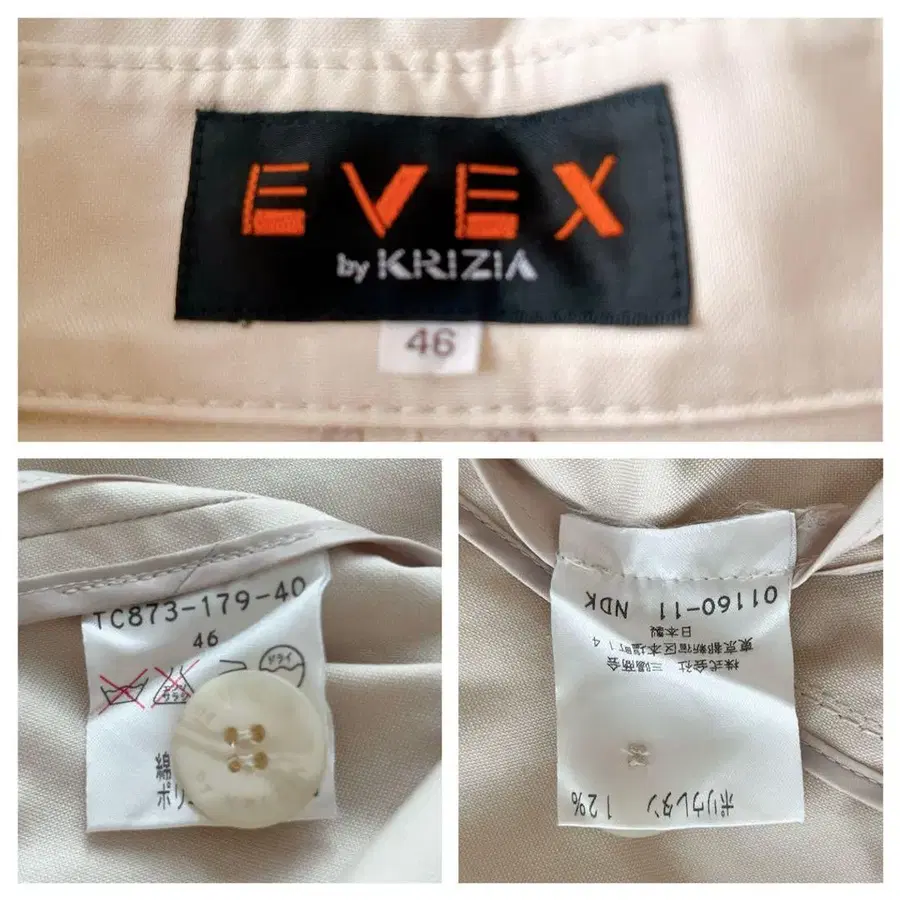 EVEX
by KRIZIA
46
TC873-179-40
46
ドライ
綿
ポリ
ポリウレタン 12%
株式会社 三陽商会
東京都新宿区本塩町14
日本製
01160-11 NDK